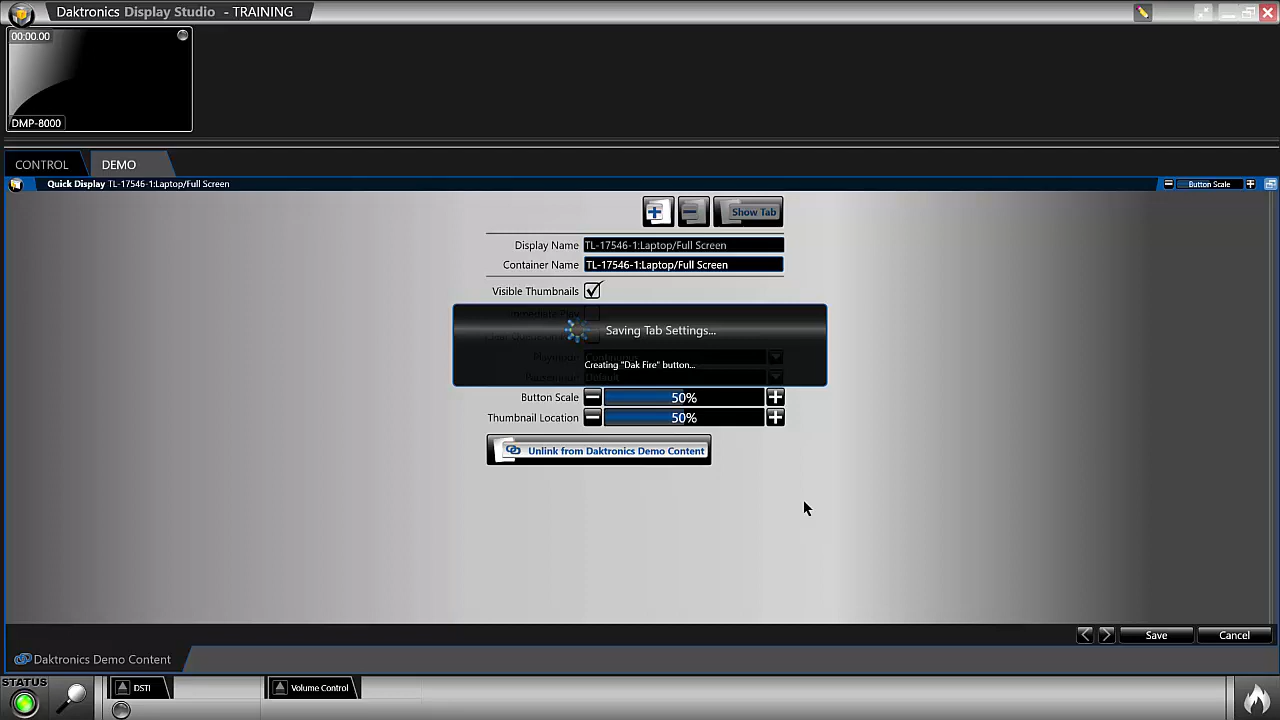 Daktronics Display Studio - TRAINING
00:00.00
DMP-8000
CONTROL
DEMO
Quick Display TL-17546-1:Laptop/Full Screen
Button Scale
Show Tab
Display Name TL-17546-1:Laptop/Full Screen
Container Name TL-17546-1:Laptop/Full Screen
Visible Thumbnails
Saving Tab Settings...
Creating "Dak Fire" button...
Default
Button Scale 50%
Thumbnail Location 50%
Unlink from Daktronics Demo Content
Save
Cancel
Daktronics Demo Content
STATUS
DSTI
Volume Control